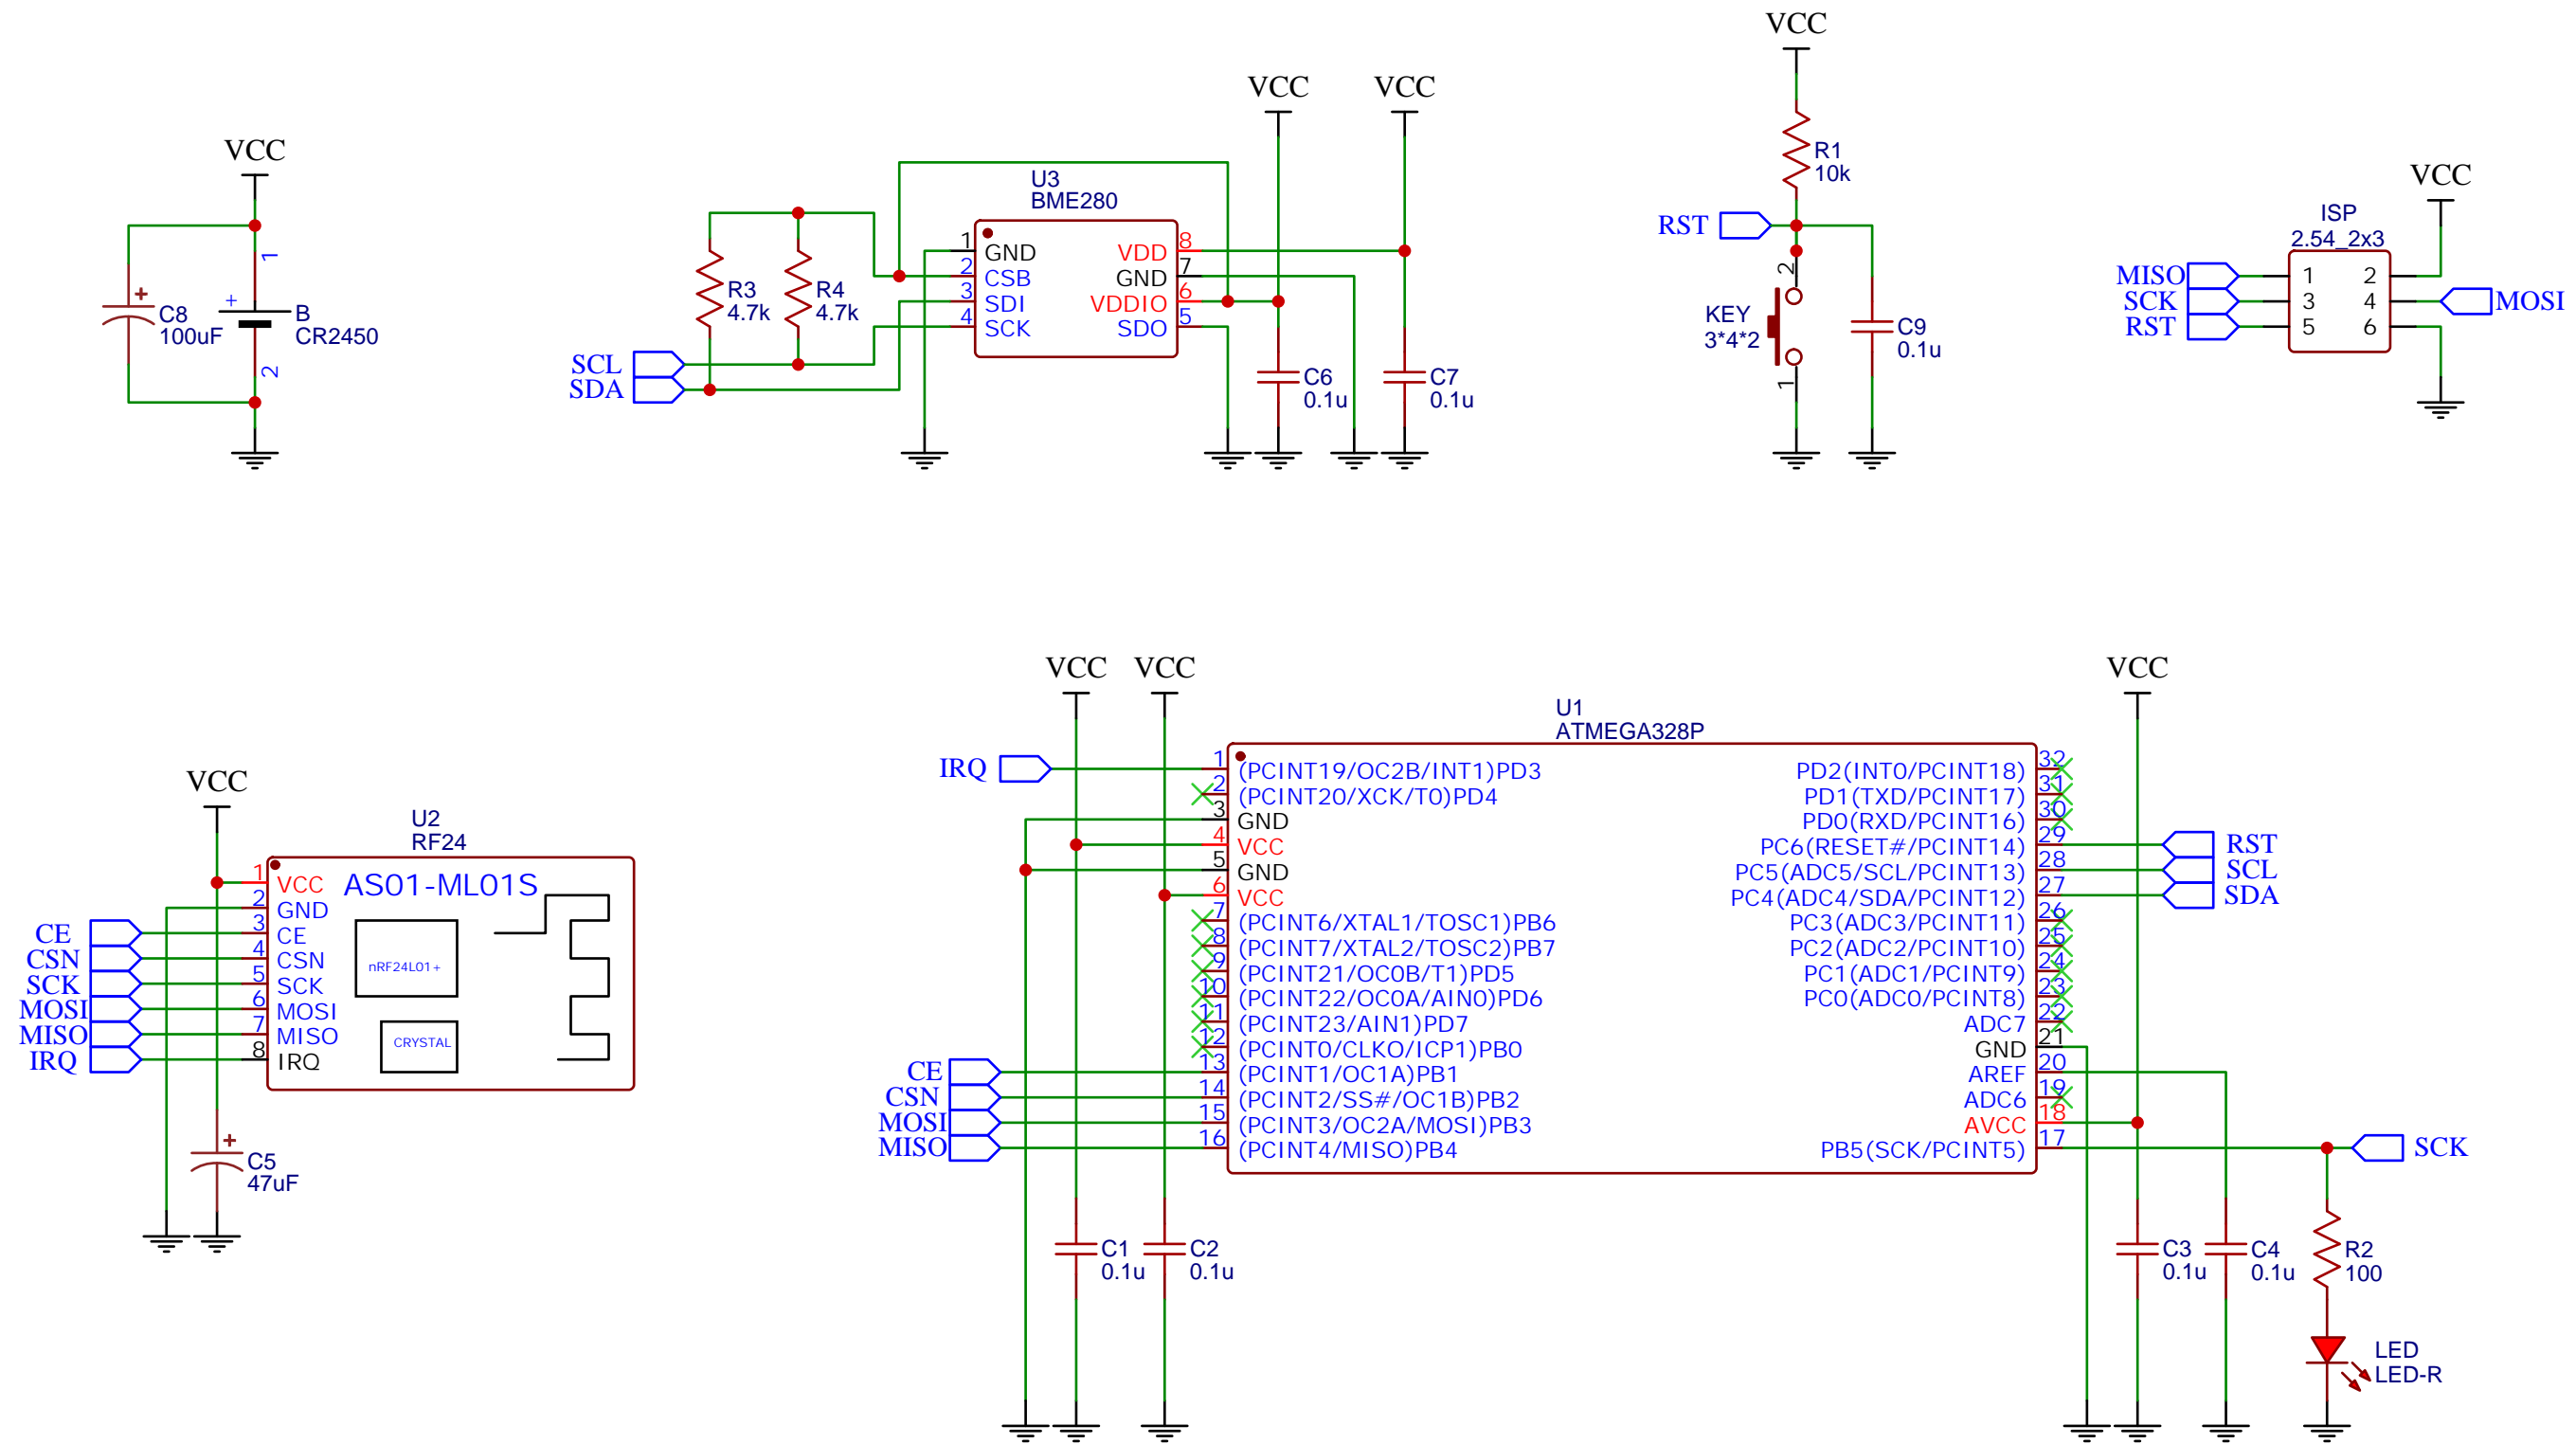 VCC
1
+
C8
100uF
B
CR2450
2
VCC
VCC
U3
BME280
1 GND
2 CSB
3 SDI
4 SCK
VDD 8
GND 7
VDDIO 6
SDO 5
R3
4.7k
R4
4.7k
SCL
SDA
C6
0.1u
C7
0.1u
VCC
R1
10k
RST
2
KEY
3*4*2
1
C9
0.1u
VCC
ISP
2.54_2x3
MISO 1 2
SCK 3 4 MOSI
RST 5 6
VCC
U2
RF24
AS01-ML01S
nRF24L01+
CRYSTAL
1 VCC
2 GND
CE 3 CE
CSN 4 CSN
SCK 5 SCK
MOSI 6 MOSI
MISO 7 MISO
IRQ 8 IRQ
+
C5
47uF
VCC
VCC
VCC
U1
ATMEGA328P
IRQ 1 (PCINT19/OC2B/INT1)PD3
2 (PCINT20/XCK/T0)PD4
3 GND
4 VCC
5 GND
6 VCC
7 (PCINT6/XTAL1/TOSC1)PB6
8 (PCINT7/XTAL2/TOSC2)PB7
9 (PCINT21/OC0B/T1)PD5
10 (PCINT22/OC0A/AIN0)PD6
11 (PCINT23/AIN1)PD7
12 (PCINT0/CLKO/ICP1)PB0
CE 13 (PCINT1/OC1A)PB1
CSN 14 (PCINT2/SS#/OC1B)PB2
MOSI 15 (PCINT3/OC2A/MOSI)PB3
MISO 16 (PCINT4/MISO)PB4
PD2(INT0/PCINT18) 32
PD1(TXD/PCINT17) 31
PD0(RXD/PCINT16) 30
PC6(RESET#/PCINT14) 29 RST
PC5(ADC5/SCL/PCINT13) 28 SCL
PC4(ADC4/SDA/PCINT12) 27 SDA
PC3(ADC3/PCINT11) 26
PC2(ADC2/PCINT10) 25
PC1(ADC1/PCINT9) 24
PC0(ADC0/PCINT8) 23
ADC7 22
GND 21
AREF 20
ADC6 19
AVCC 18
PB5(SCK/PCINT5) 17 SCK
C1
0.1u
C2
0.1u
C3
0.1u
C4
0.1u
R2
100
LED
LED-R
+